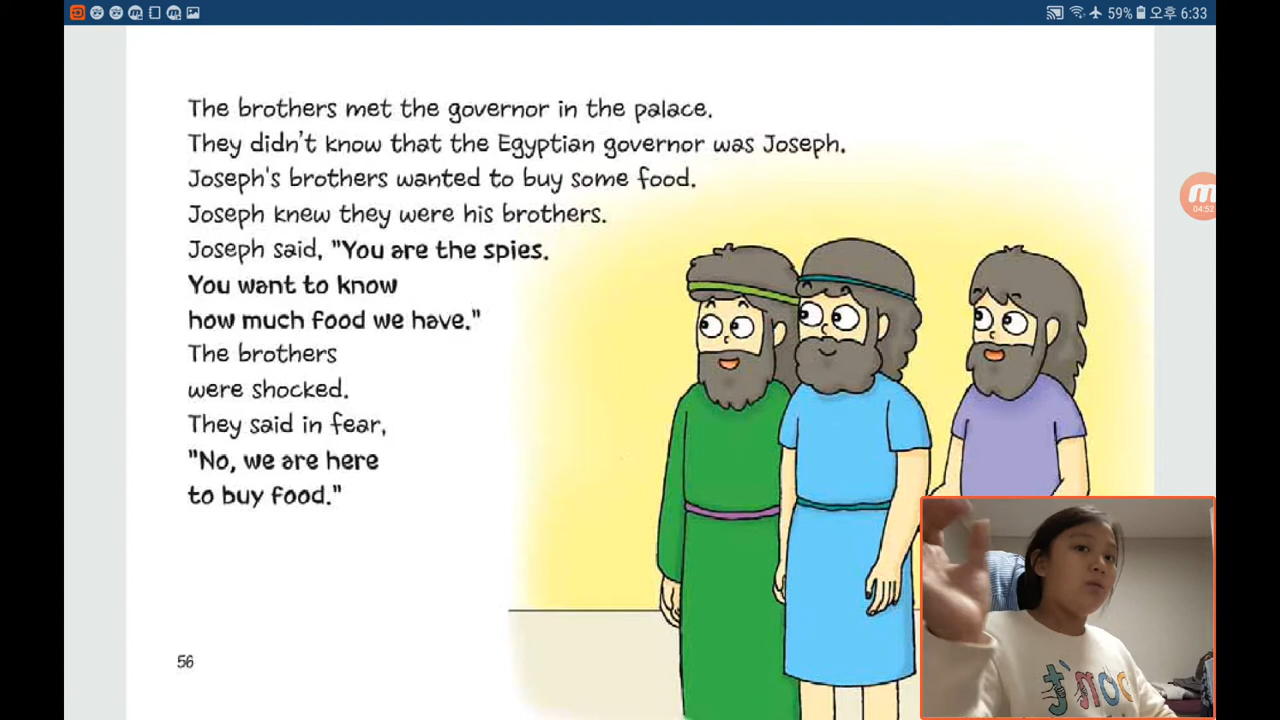 59% 오후 6:33
The brothers met the governor in the palace.
They didn't know that the Egyptian governor was Joseph.
Joseph's brothers wanted to buy some food.
Joseph knew they were his brothers.
Joseph said, "You are the spies.
You want to know
how much food we have."
The brothers
were shocked.
They said in fear,
"No, we are here
to buy food."
04:52
56